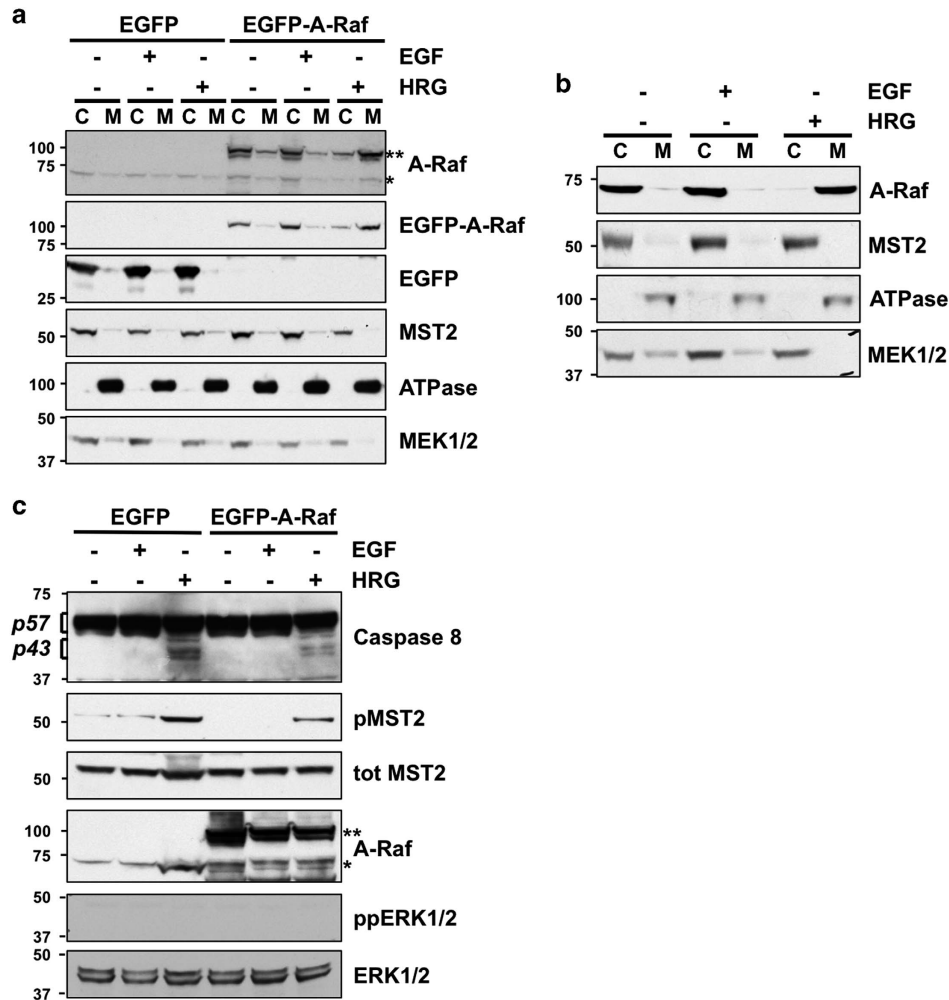 a
EGFP EGFP-A-Raf
- + - - + - EGF
- - + - - + HRG
C M C M C M C M C M C M
100
75
** A-Raf
*
100
75
EGFP-A-Raf
EGFP
25
50 MST2
100 ATPase
50
37
MEK1/2
b
- + - EGF
- - + HRG
C M C M C M
75 A-Raf
50 MST2
100 ATPase
50
37
MEK1/2
c
EGFP EGFP-A-Raf
- + - - + - EGF
- - + - - + HRG
75
p57
p43
37
Caspase 8
50 pMST2
50 tot MST2
100
75
** A-Raf
*
50
37
ppERK1/2
50
37
ERK1/2